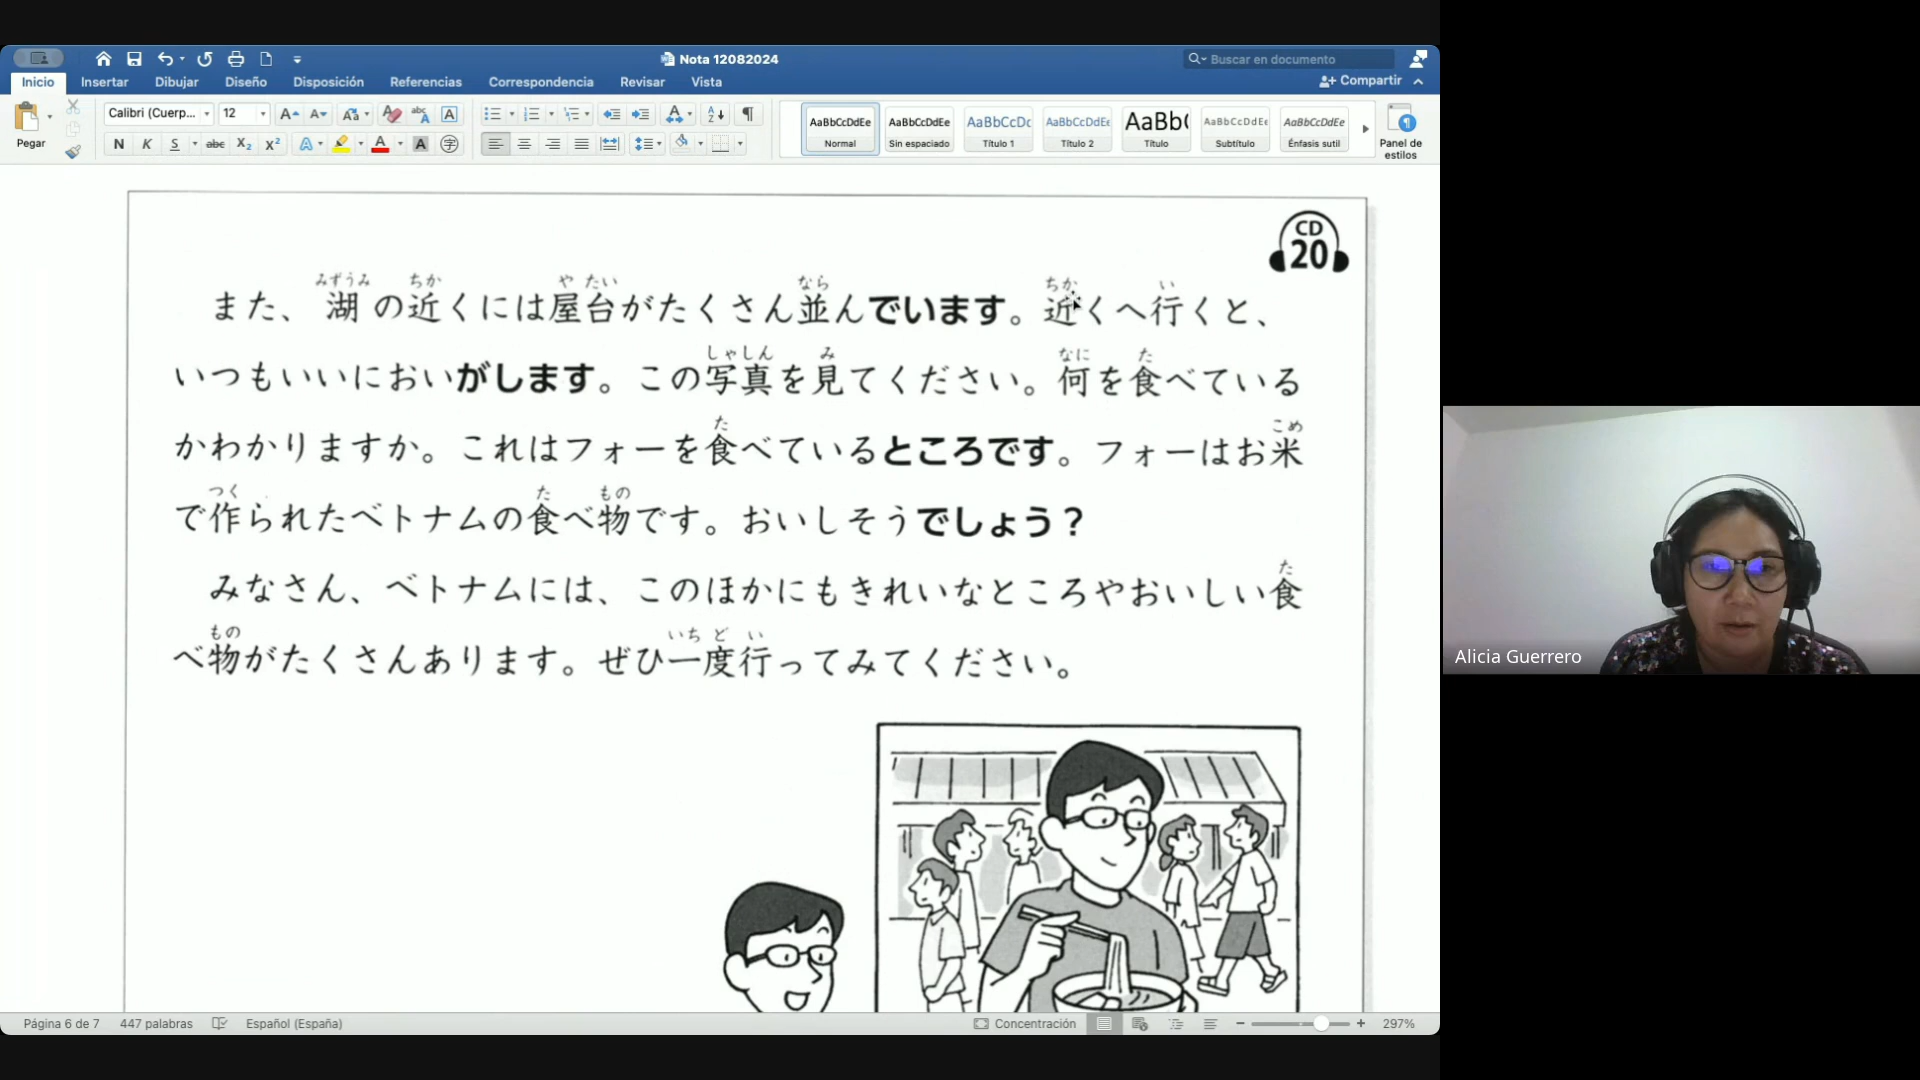 Nota 12082024
Buscar en documento
Inicio Insertar Dibujar Diseño Disposición Referencias Correspondencia Revisar Vista Compartir
Pegar
Calibri (Cuerp... 12
N K S abc X₂ X²
AaBbCcDdEe Normal
AaBbCcDdEe Sin espaciado
AaBbCcDc Título 1
AaBbCcDdEe Título 2
AaBb( Título
AaBbCcDdEe Subtítulo
AaBbCcDdEe Énfasis sutil
Panel de estilos
CD
20
みずうみ ちか や たい なら ちか い
また、湖の近くには屋台がたくさん並んでいます。近くへ行くと、
しゃしん み なに た
いつもいいにおいがします。この写真を見てください。何を食べている
た こめ
かわかりますか。これはフォーを食べているところです。フォーはお米
つく た もの
で作られたベトナムの食べ物です。おいしそうでしょう？
た
みなさん、ベトナムには、このほかにもきれいなところやおいしい食
もの いち ど い
べ物がたくさんあります。ぜひ一度行ってみてください。
Alicia Guerrero
Página 6 de 7 447 palabras Español (España) Concentración 297%